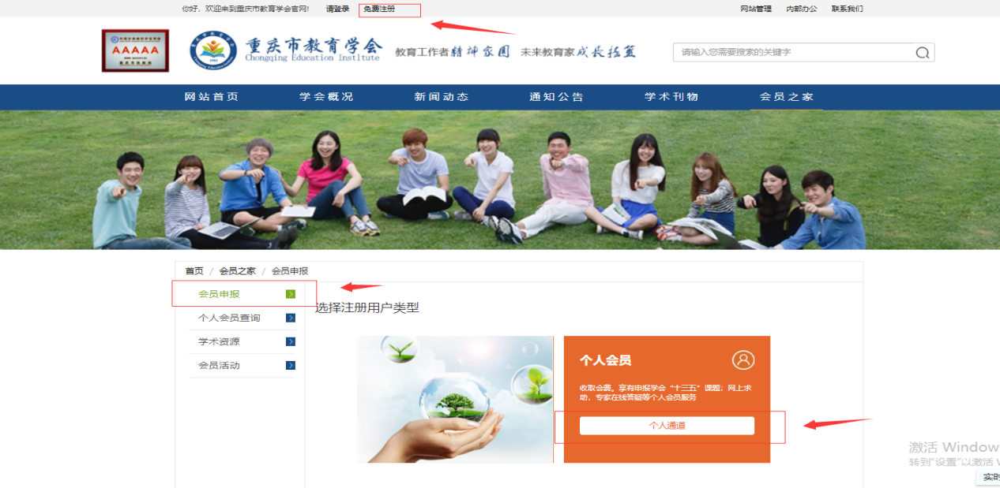 你好，欢迎来到重庆市教育学会官网! 请登录 免费注册
网站管理 内部办公 联系我们
AAAAA
重庆市教育学会
Chongqing Education Institute
教育工作者精神家园 未来教育家成长摇篮
请输入您需要搜索的关键字
网站首页 学会概况 新闻动态 通知公告 学术刊物 会员之家
首页 / 会员之家 / 会员申报
会员申报
个人会员查询
学术资源
会员活动
选择注册用户类型
个人会员
收取会费。享有申报学会“十三五”课题；网上求
助，专家在线答疑等个人会员服务
个人通道
激活 Window
转到"设置"以激活 W
实时